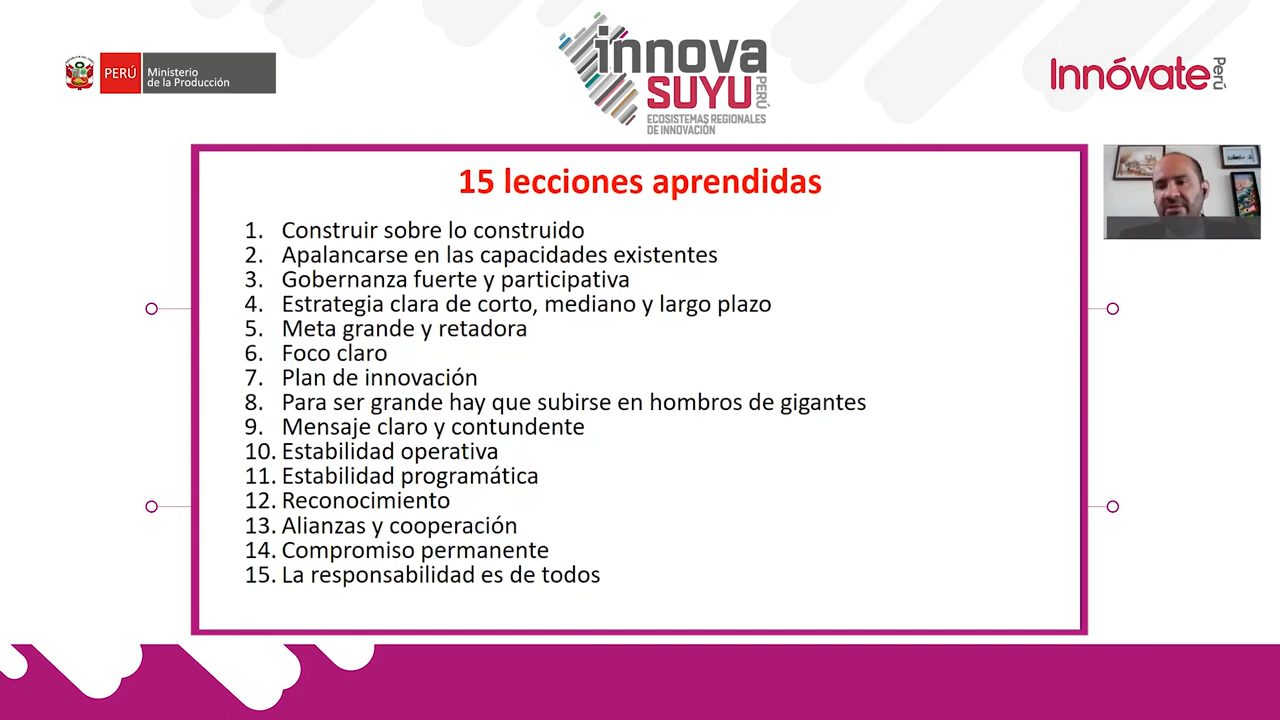 PERÚ
Ministerio
de la Producción
innova
SUYU
PERÚ
ECOSISTEMAS REGIONALES
DE INNOVACIÓN
Innóvate
Perú
15 lecciones aprendidas
1. Construir sobre lo construido
2. Apalancarse en las capacidades existentes
3. Gobernanza fuerte y participativa
4. Estrategia clara de corto, mediano y largo plazo
5. Meta grande y retadora
6. Foco claro
7. Plan de innovación
8. Para ser grande hay que subirse en hombros de gigantes
9. Mensaje claro y contundente
10. Estabilidad operativa
11. Estabilidad programática
12. Reconocimiento
13. Alianzas y cooperación
14. Compromiso permanente
15. La responsabilidad es de todos